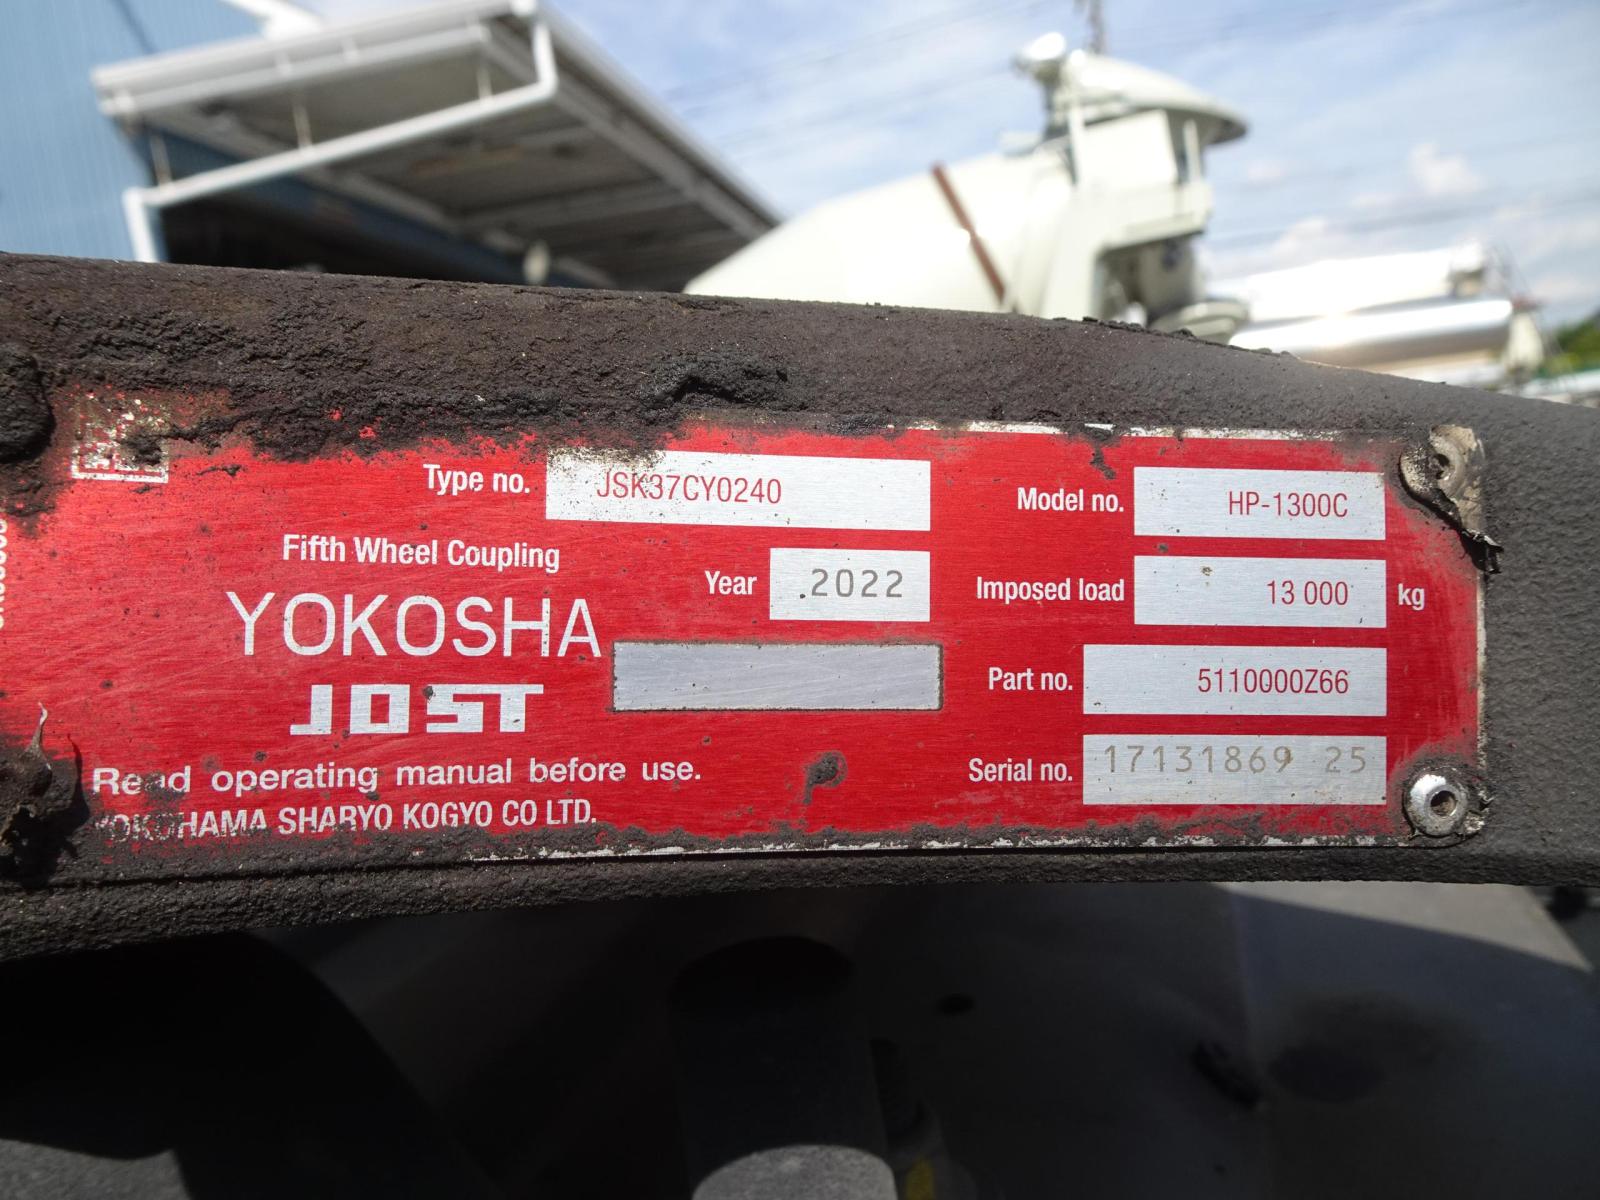 Type no. JSK37CY0240
Model no. HP-1300C
Fifth Wheel Coupling
Year 2022
Imposed load 13 000 kg
YOKOSHA
JOST
Part no. 5110000Z66
Serial no. 17131869 25
Read operating manual before use.
YOKOHAMA SHARYO KOGYO CO LTD.